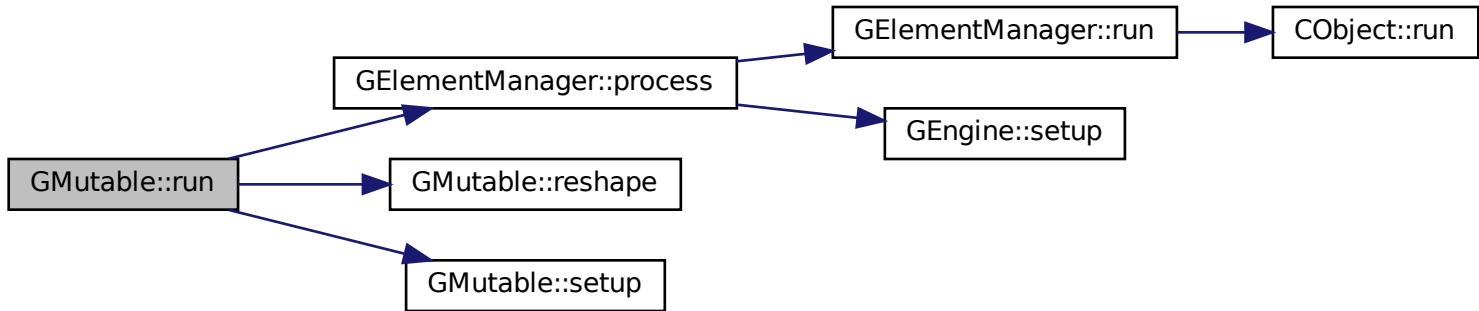 GElementManager::run
CObject::run
GElementManager::process
GEngine::setup
GMutable::run
GMutable::reshape
GMutable::setup